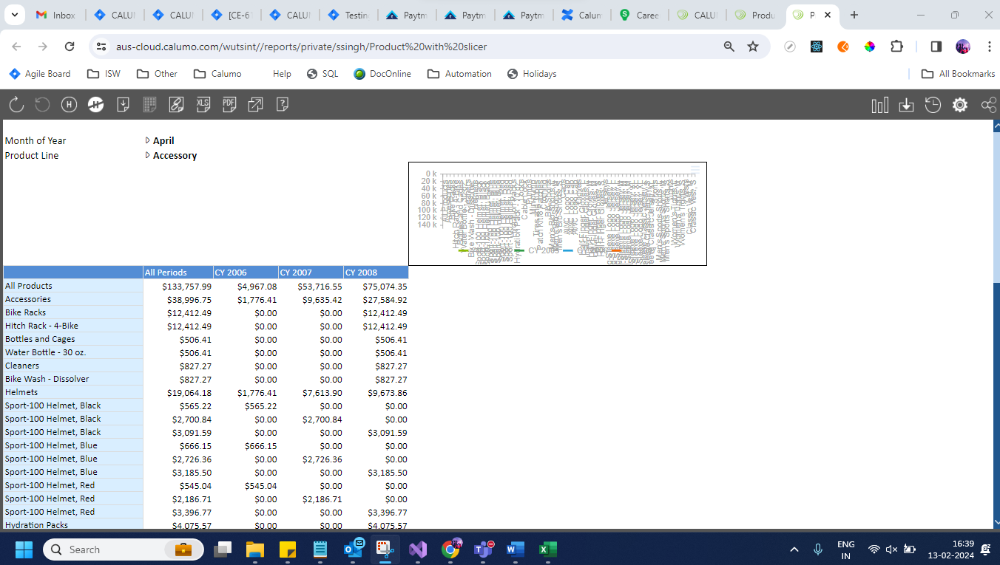 Inbox CALU CALU [CE-6 CALU Testin Paytm Paytm Paytm Calun Caree CALU Produ P
aus-cloud.calumo.com/wutsint//reports/private/ssingh/Product%20with%20slicer
Agile Board ISW Other Calumo Help SQL DocOnline Automation Holidays All Bookmarks
H H XLS PDF ?
Month of Year April
Product Line Accessory
0 k
20 k
40 k
60 k
80 k
100 k
120 k
140 k
All Periods CY 2006 CY 2007 CY 2008
All Products $133,757.99 $4,967.08 $53,716.55 $75,074.35
Accessories $38,996.75 $1,776.41 $9,635.42 $27,584.92
Bike Racks $12,412.49 $0.00 $0.00 $12,412.49
Hitch Rack - 4-Bike $12,412.49 $0.00 $0.00 $12,412.49
Bottles and Cages $506.41 $0.00 $0.00 $506.41
Water Bottle - 30 oz. $506.41 $0.00 $0.00 $506.41
Cleaners $827.27 $0.00 $0.00 $827.27
Bike Wash - Dissolver $827.27 $0.00 $0.00 $827.27
Helmets $19,064.18 $1,776.41 $7,613.90 $9,673.86
Sport-100 Helmet, Black $565.22 $565.22 $0.00 $0.00
Sport-100 Helmet, Black $2,700.84 $0.00 $2,700.84 $0.00
Sport-100 Helmet, Black $3,091.59 $0.00 $0.00 $3,091.59
Sport-100 Helmet, Blue $666.15 $666.15 $0.00 $0.00
Sport-100 Helmet, Blue $2,726.36 $0.00 $2,726.36 $0.00
Sport-100 Helmet, Blue $3,185.50 $0.00 $0.00 $3,185.50
Sport-100 Helmet, Red $545.04 $545.04 $0.00 $0.00
Sport-100 Helmet, Red $2,186.71 $0.00 $2,186.71 $0.00
Sport-100 Helmet, Red $3,396.77 $0.00 $0.00 $3,396.77
Hydration Packs $4,075.57 $0.00 $0.00 $4,075.57
Search ENG 16:39
IN 13-02-2024